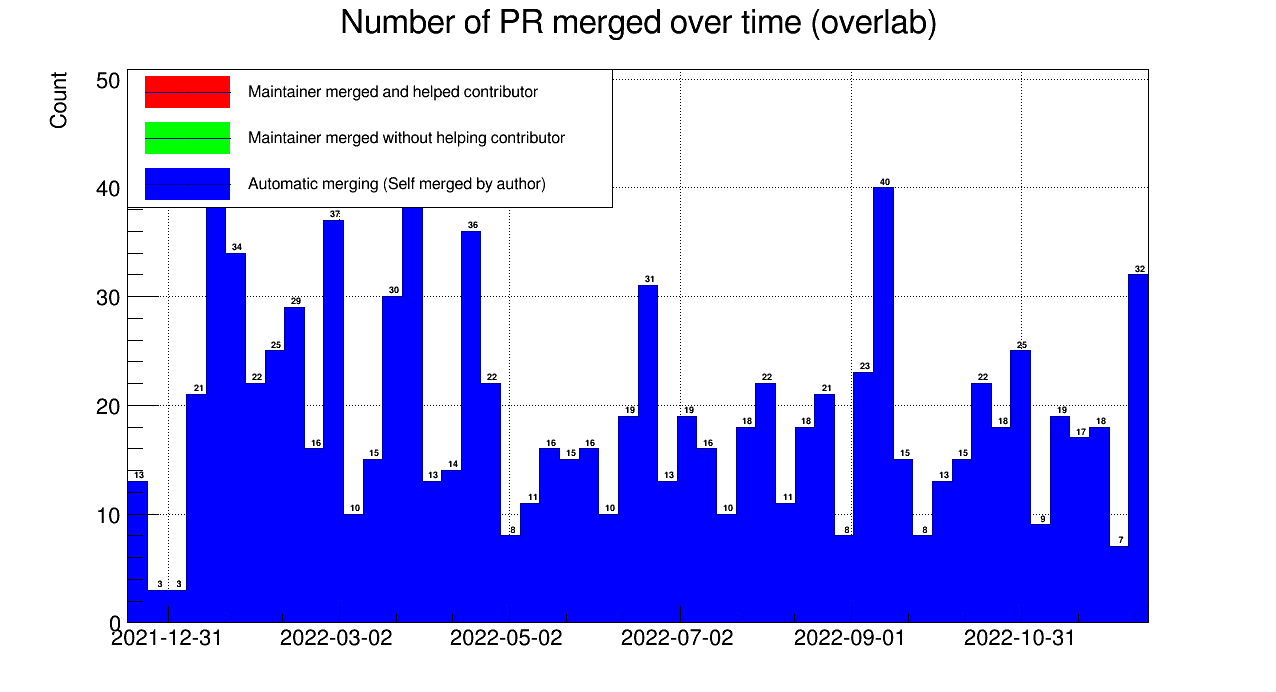 Number of PR merged over time (overlab)
Count
50
40
30
20
10
0
Maintainer merged and helped contributor
Maintainer merged without helping contributor
Automatic merging (Self merged by author)
13 3 3 21 34 22 25 29 16 37 10 15 30 13 14 36 22 8 11 16 15 16 10 19 31 13 19 16 10 18 22 11 18 21 8 23 40 15 8 13 15 22 18 25 9 19 17 18 7 32
2021-12-31 2022-03-02 2022-05-02 2022-07-02 2022-09-01 2022-10-31